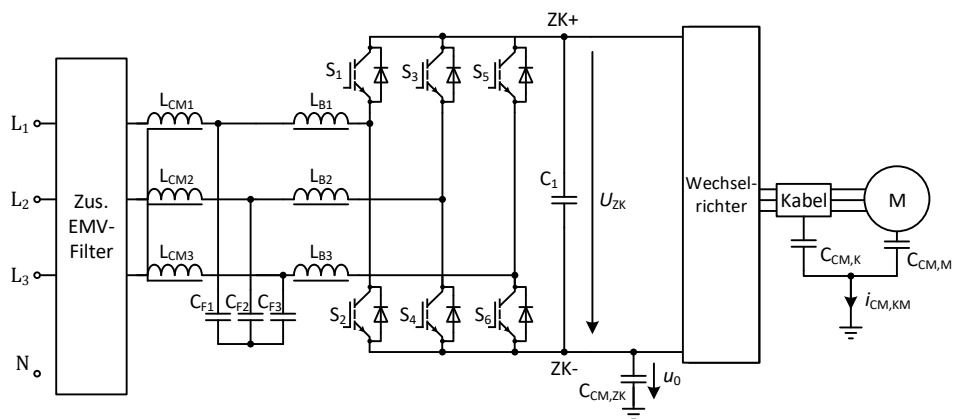 ZK+
S1
S3
S5
LCM1
LB1
L1
LCM2
LB2
L2
C1
UZK
Zus.
EMV-
Filter
Wechsel-
richter
Kabel
M
LCM3
LB3
L3
CCM,K
CCM,M
CF1
CF2
CF3
S2
S4
S6
iCM,KM
N
ZK-
CCM,ZK
u0